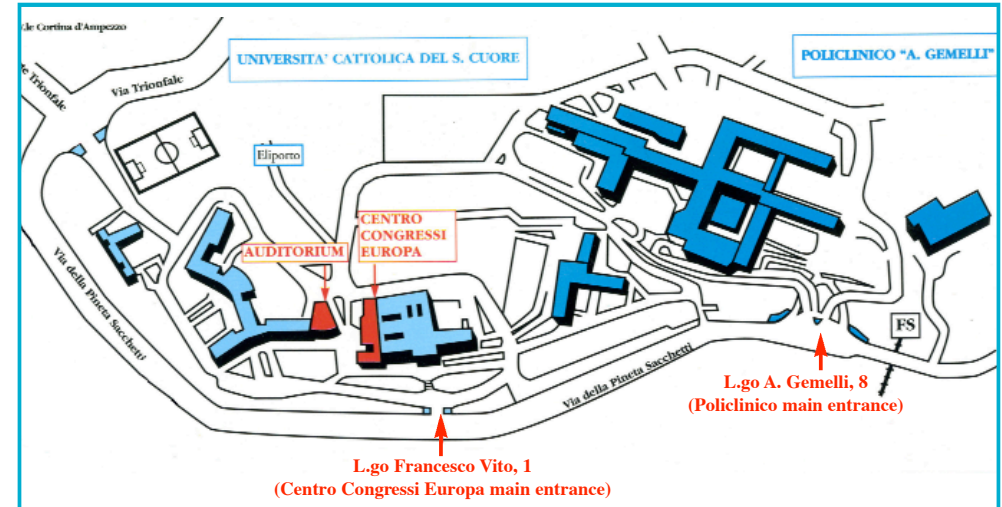 .le Cortina d'Ampezzo
UNIVERSITA' CATTOLICA DEL S. CUORE
POLICLINICO "A. GEMELLI"
le Trionfale
Via Trionfale
Eliporto
CENTRO
CONGRESSI
EUROPA
AUDITORIUM
Via della Pineta Sacchetti
FS
Via della Pineta Sacchetti
L.go A. Gemelli, 8
(Policlinico main entrance)
L.go Francesco Vito, 1
(Centro Congressi Europa main entrance)